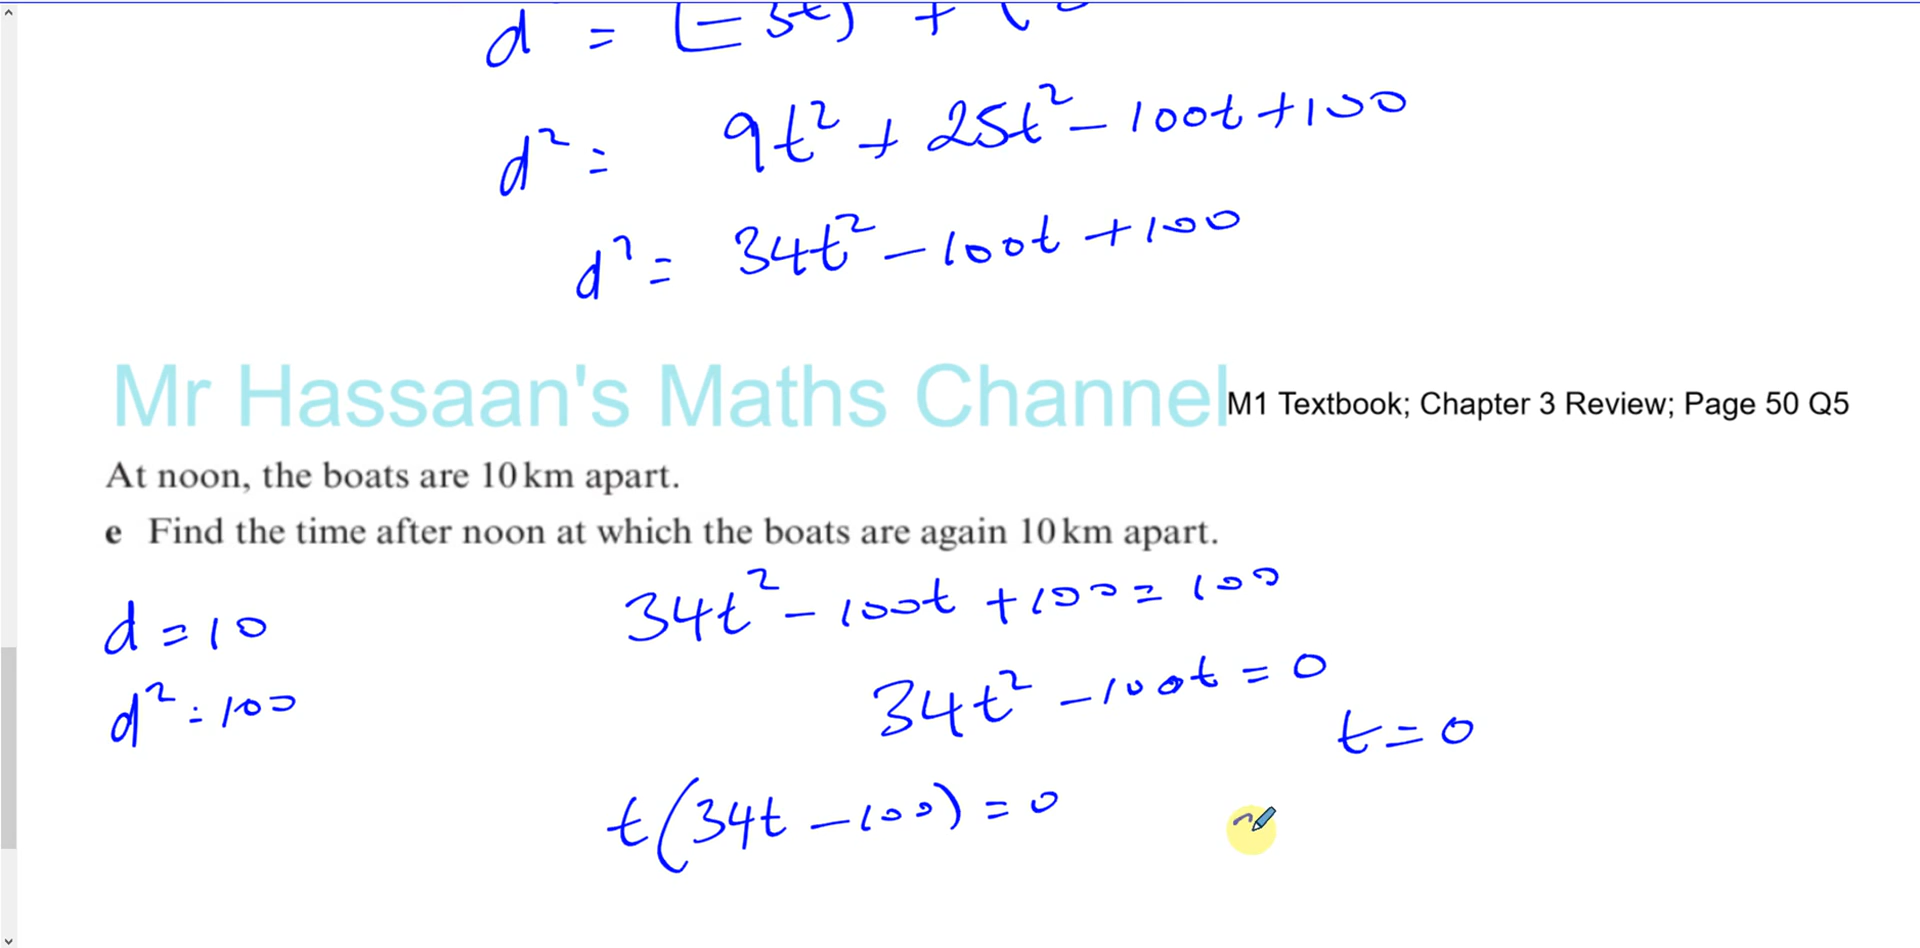 d = (-3t) + (
d² = 9t² + 25t² - 100t + 100
d² = 34t² - 100t + 100
Mr Hassaan's Maths Channel
M1 Textbook; Chapter 3 Review; Page 50 Q5
At noon, the boats are 10 km apart.
e Find the time after noon at which the boats are again 10 km apart.
d = 10
34t² - 100t + 100 = 100
d² = 100
34t² - 100t = 0
t = 0
t(34t - 100) = 0